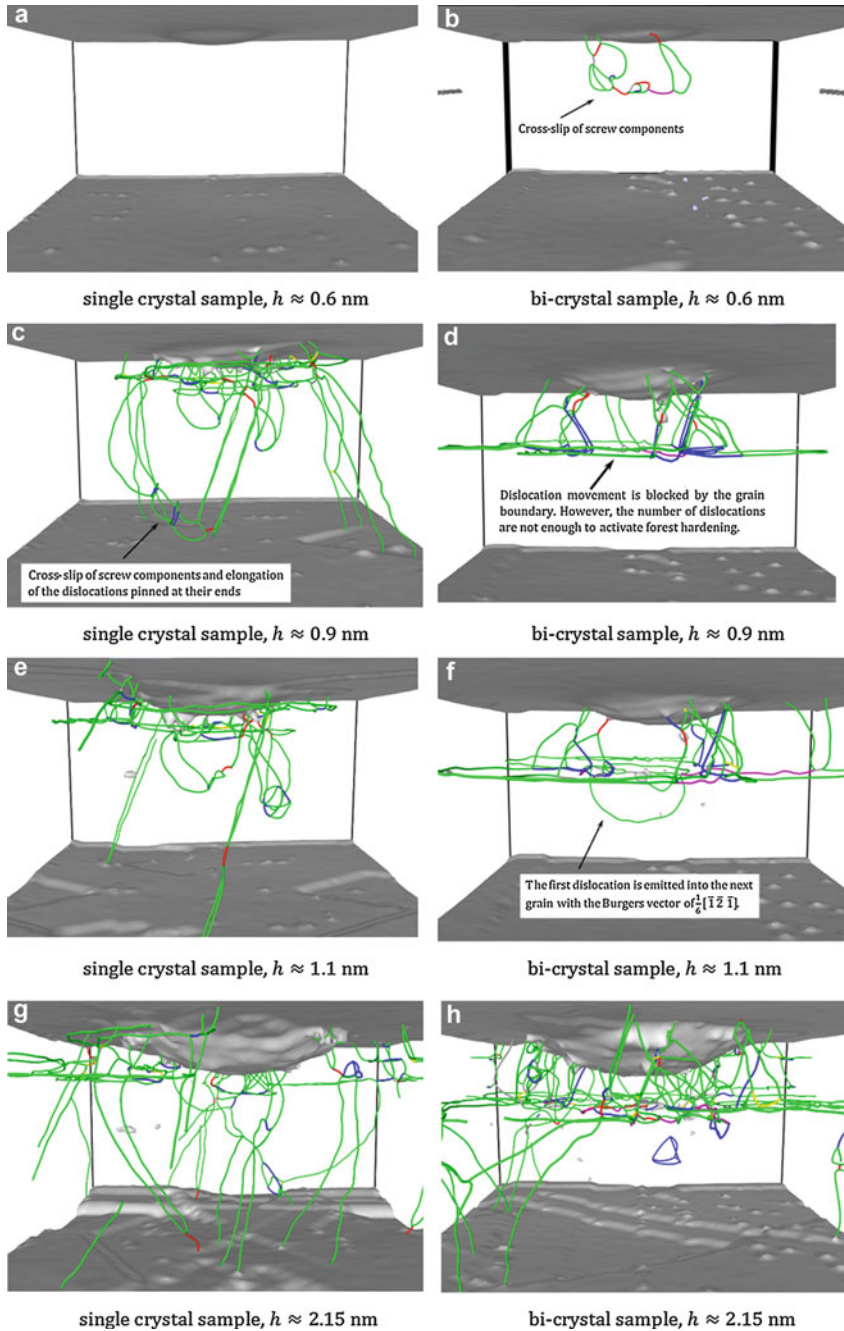 a
b
Cross-slip of screw components
single crystal sample, h ≈ 0.6 nm
bi-crystal sample, h ≈ 0.6 nm
c
d
Cross-slip of screw components and elongation
of the dislocations pinned at their ends
Dislocation movement is blocked by the grain
boundary. However, the number of dislocations
are not enough to activate forest hardening.
single crystal sample, h ≈ 0.9 nm
bi-crystal sample, h ≈ 0.9 nm
e
f
The first dislocation is emitted into the next
grain with the Burgers vector of 1/6[1̅ 2̅ 1̅].
single crystal sample, h ≈ 1.1 nm
bi-crystal sample, h ≈ 1.1 nm
g
h
single crystal sample, h ≈ 2.15 nm
bi-crystal sample, h ≈ 2.15 nm